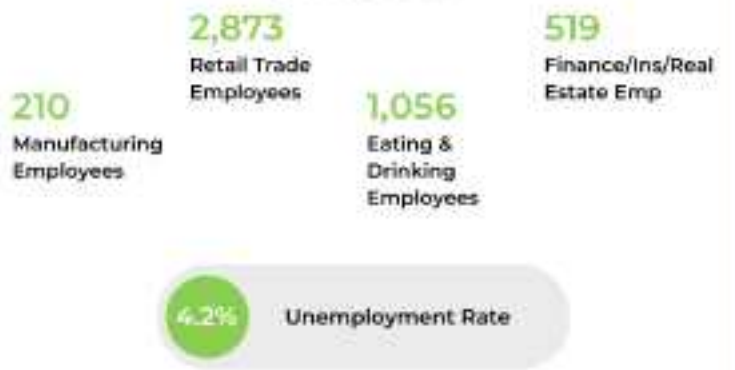 2,873
Retail Trade
Employees
519
Finance/Ins/Real
Estate Emp
210
Manufacturing
Employees
1,056
Eating &
Drinking
Employees
4.2%
Unemployment Rate